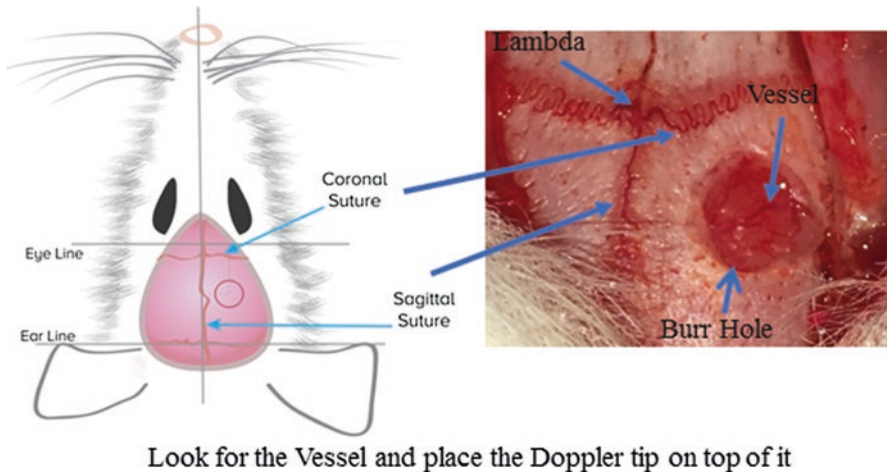 Lambda
Vessel
Coronal
Suture
Eye Line
Sagittal
Suture
Ear Line
Burr Hole
Look for the Vessel and place the Doppler tip on top of it